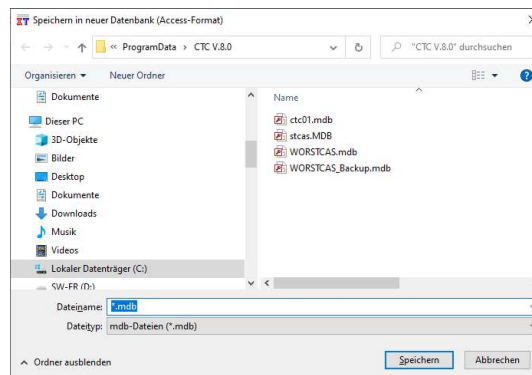 Speichern in neuer Datenbank (Access-Format)
« ProgramData > CTC V.8.0
"CTC V.8.0" durchsuchen
Organisieren
Neuer Ordner
Dokumente
Dieser PC
3D-Objekte
Bilder
Desktop
Dokumente
Downloads
Musik
Videos
Lokaler Datenträger (C:)
SW-FR (D:)
Name
ctc01.mdb
stcas.MDB
WORSTCAS.mdb
WORSTCAS_Backup.mdb
Dateiname: *.mdb
Dateityp: mdb-Dateien (*.mdb)
Ordner ausblenden
Speichern
Abbrechen